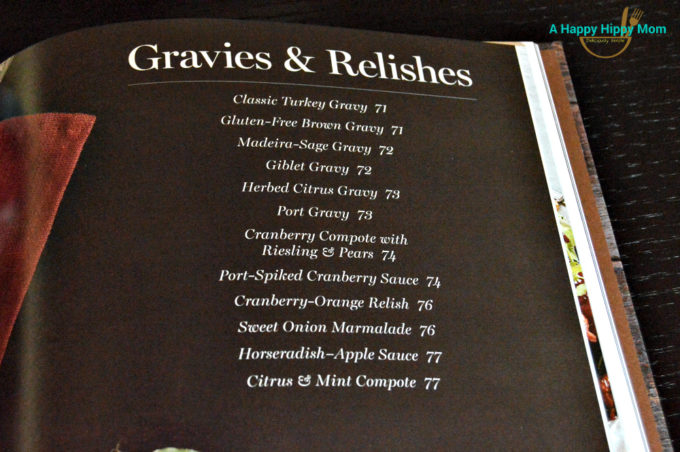 A Happy Hippy Mom
Deliciously Simple
Gravies & Relishes
Classic Turkey Gravy 71
Gluten-Free Brown Gravy 71
Madeira-Sage Gravy 72
Giblet Gravy 72
Herbed Citrus Gravy 73
Port Gravy 73
Cranberry Compote with
Riesling & Pears 74
Port-Spiked Cranberry Sauce 74
Cranberry-Orange Relish 76
Sweet Onion Marmalade 76
Horseradish-Apple Sauce 77
Citrus & Mint Compote 77